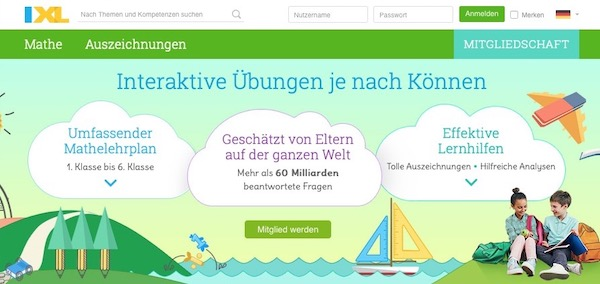 IXL
Nach Themen und Kompetenzen suchen
Nutzername
Passwort
Anmelden
Merken
Mathe
Auszeichnungen
MITGLIEDSCHAFT
Interaktive Übungen je nach Können
Umfassender
Mathelehrplan
1. Klasse bis 6. Klasse
Geschätzt von Eltern
auf der ganzen Welt
Mehr als 60 Milliarden
beantwortete Fragen
Effektive
Lernhilfen
Tolle Auszeichnungen • Hilfreiche Analysen
Mitglied werden